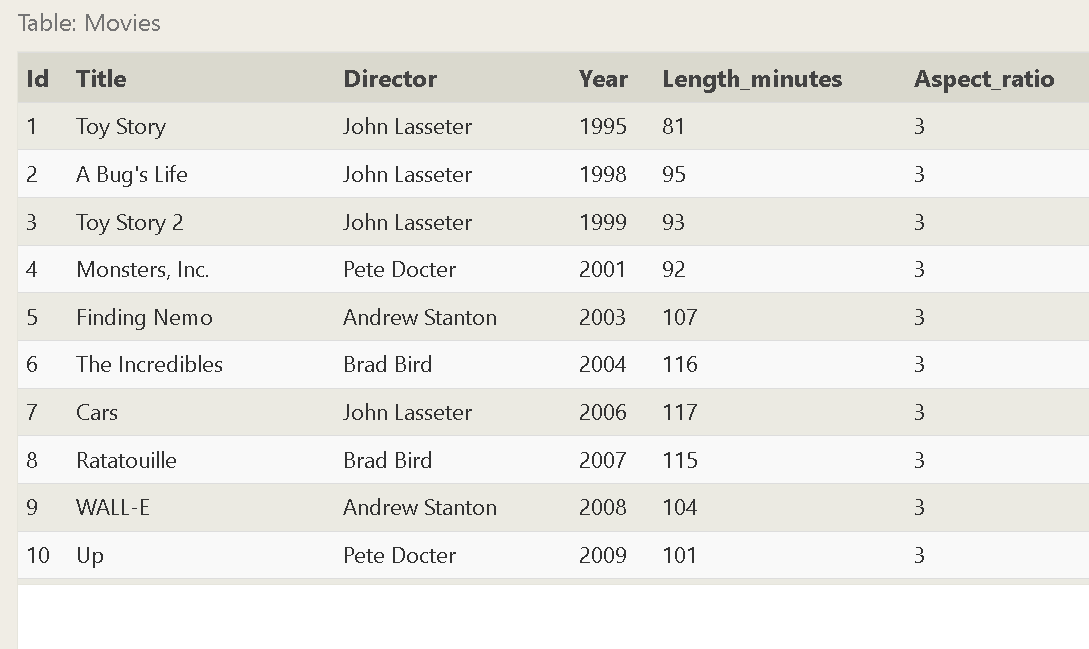 Table: Movies
Id Title Director Year Length_minutes Aspect_ratio
1 Toy Story John Lasseter 1995 81 3
2 A Bug's Life John Lasseter 1998 95 3
3 Toy Story 2 John Lasseter 1999 93 3
4 Monsters, Inc. Pete Docter 2001 92 3
5 Finding Nemo Andrew Stanton 2003 107 3
6 The Incredibles Brad Bird 2004 116 3
7 Cars John Lasseter 2006 117 3
8 Ratatouille Brad Bird 2007 115 3
9 WALL-E Andrew Stanton 2008 104 3
10 Up Pete Docter 2009 101 3